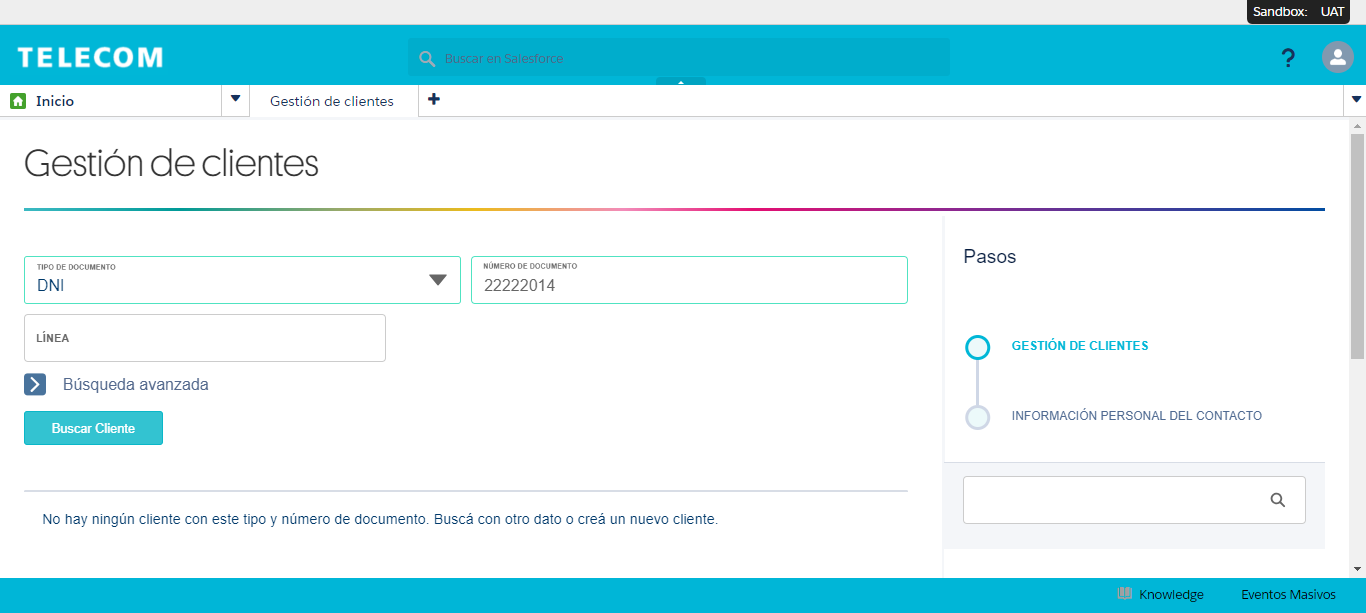 Sandbox: UAT
TELECOM
Buscar en Salesforce
?
Inicio
Gestión de clientes
Gestión de clientes
TIPO DE DOCUMENTO
DNI
NÚMERO DE DOCUMENTO
22222014
LÍNEA
Búsqueda avanzada
Buscar Cliente
No hay ningún cliente con este tipo y número de documento. Buscá con otro dato o creá un nuevo cliente.
Pasos
GESTIÓN DE CLIENTES
INFORMACIÓN PERSONAL DEL CONTACTO
Knowledge
Eventos Masivos